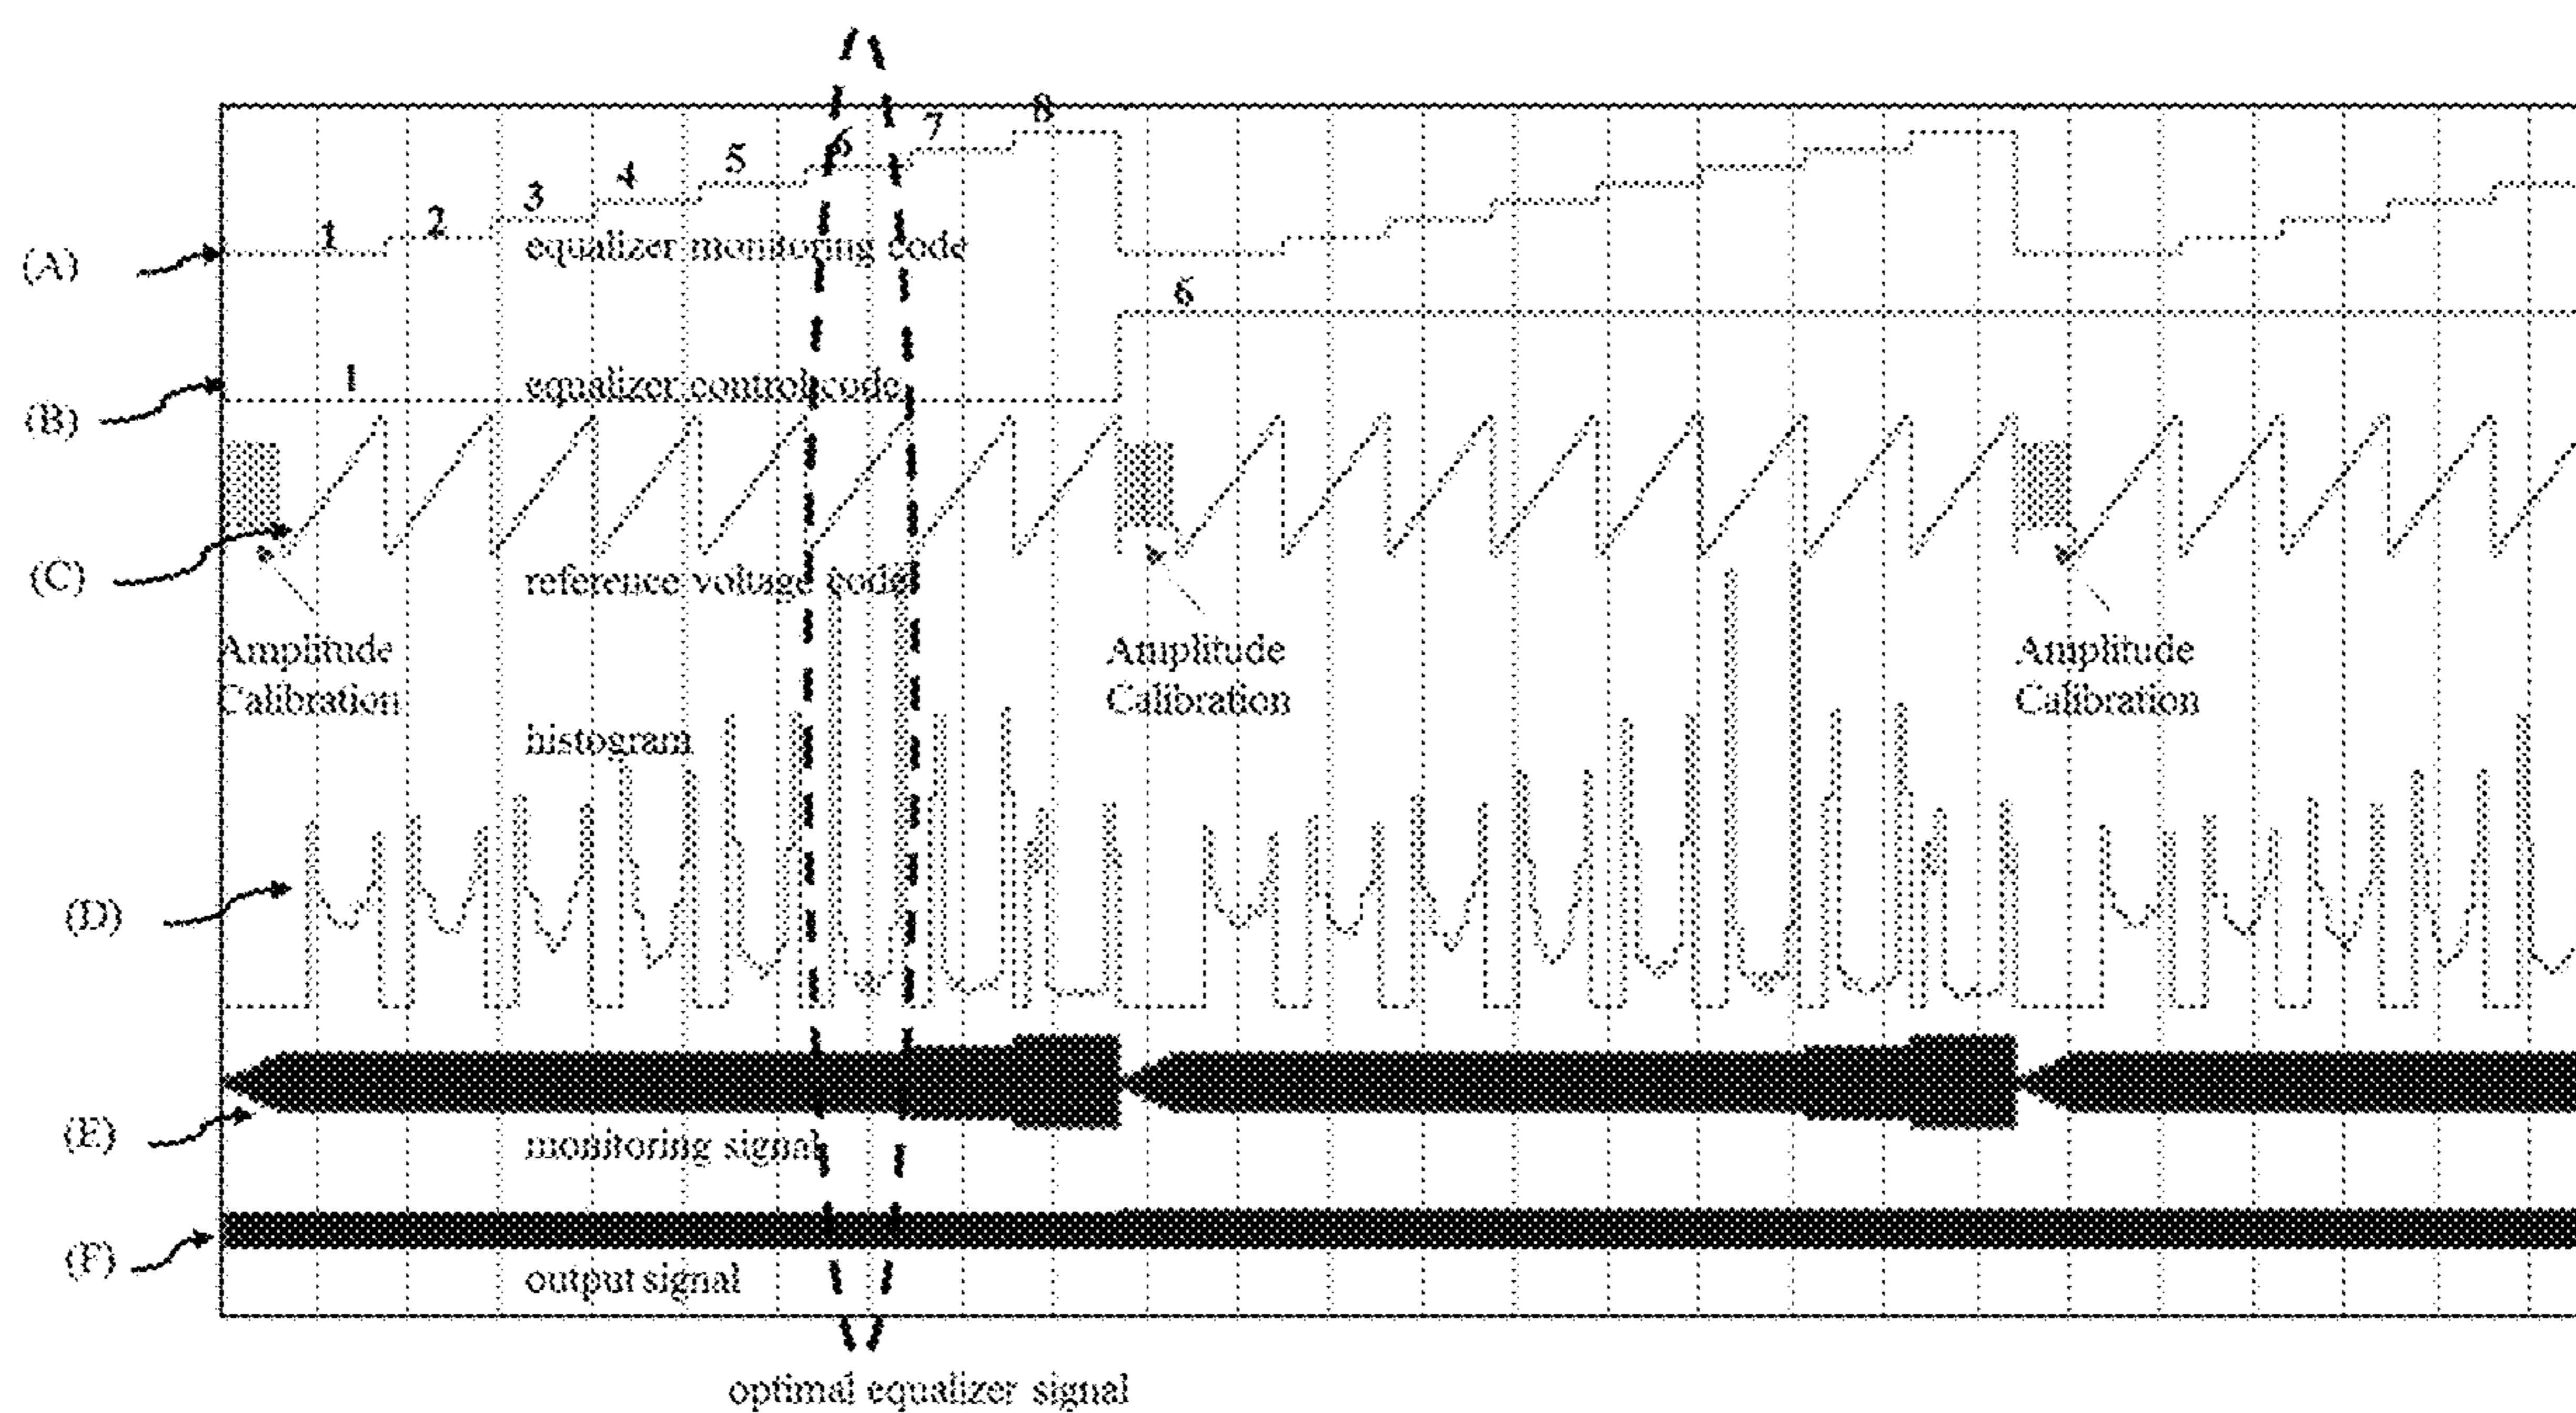 8
7
6
5
4
3
2
1
equalizer monitoring code
(A)
6
1
equalizer control code
(B)
(C)
reference voltage code
Amplitude
Calibration
Amplitude
Calibration
Amplitude
Calibration
histogram
(D)
(E)
monitoring signal
(F)
output signal
optimal equalizer signal